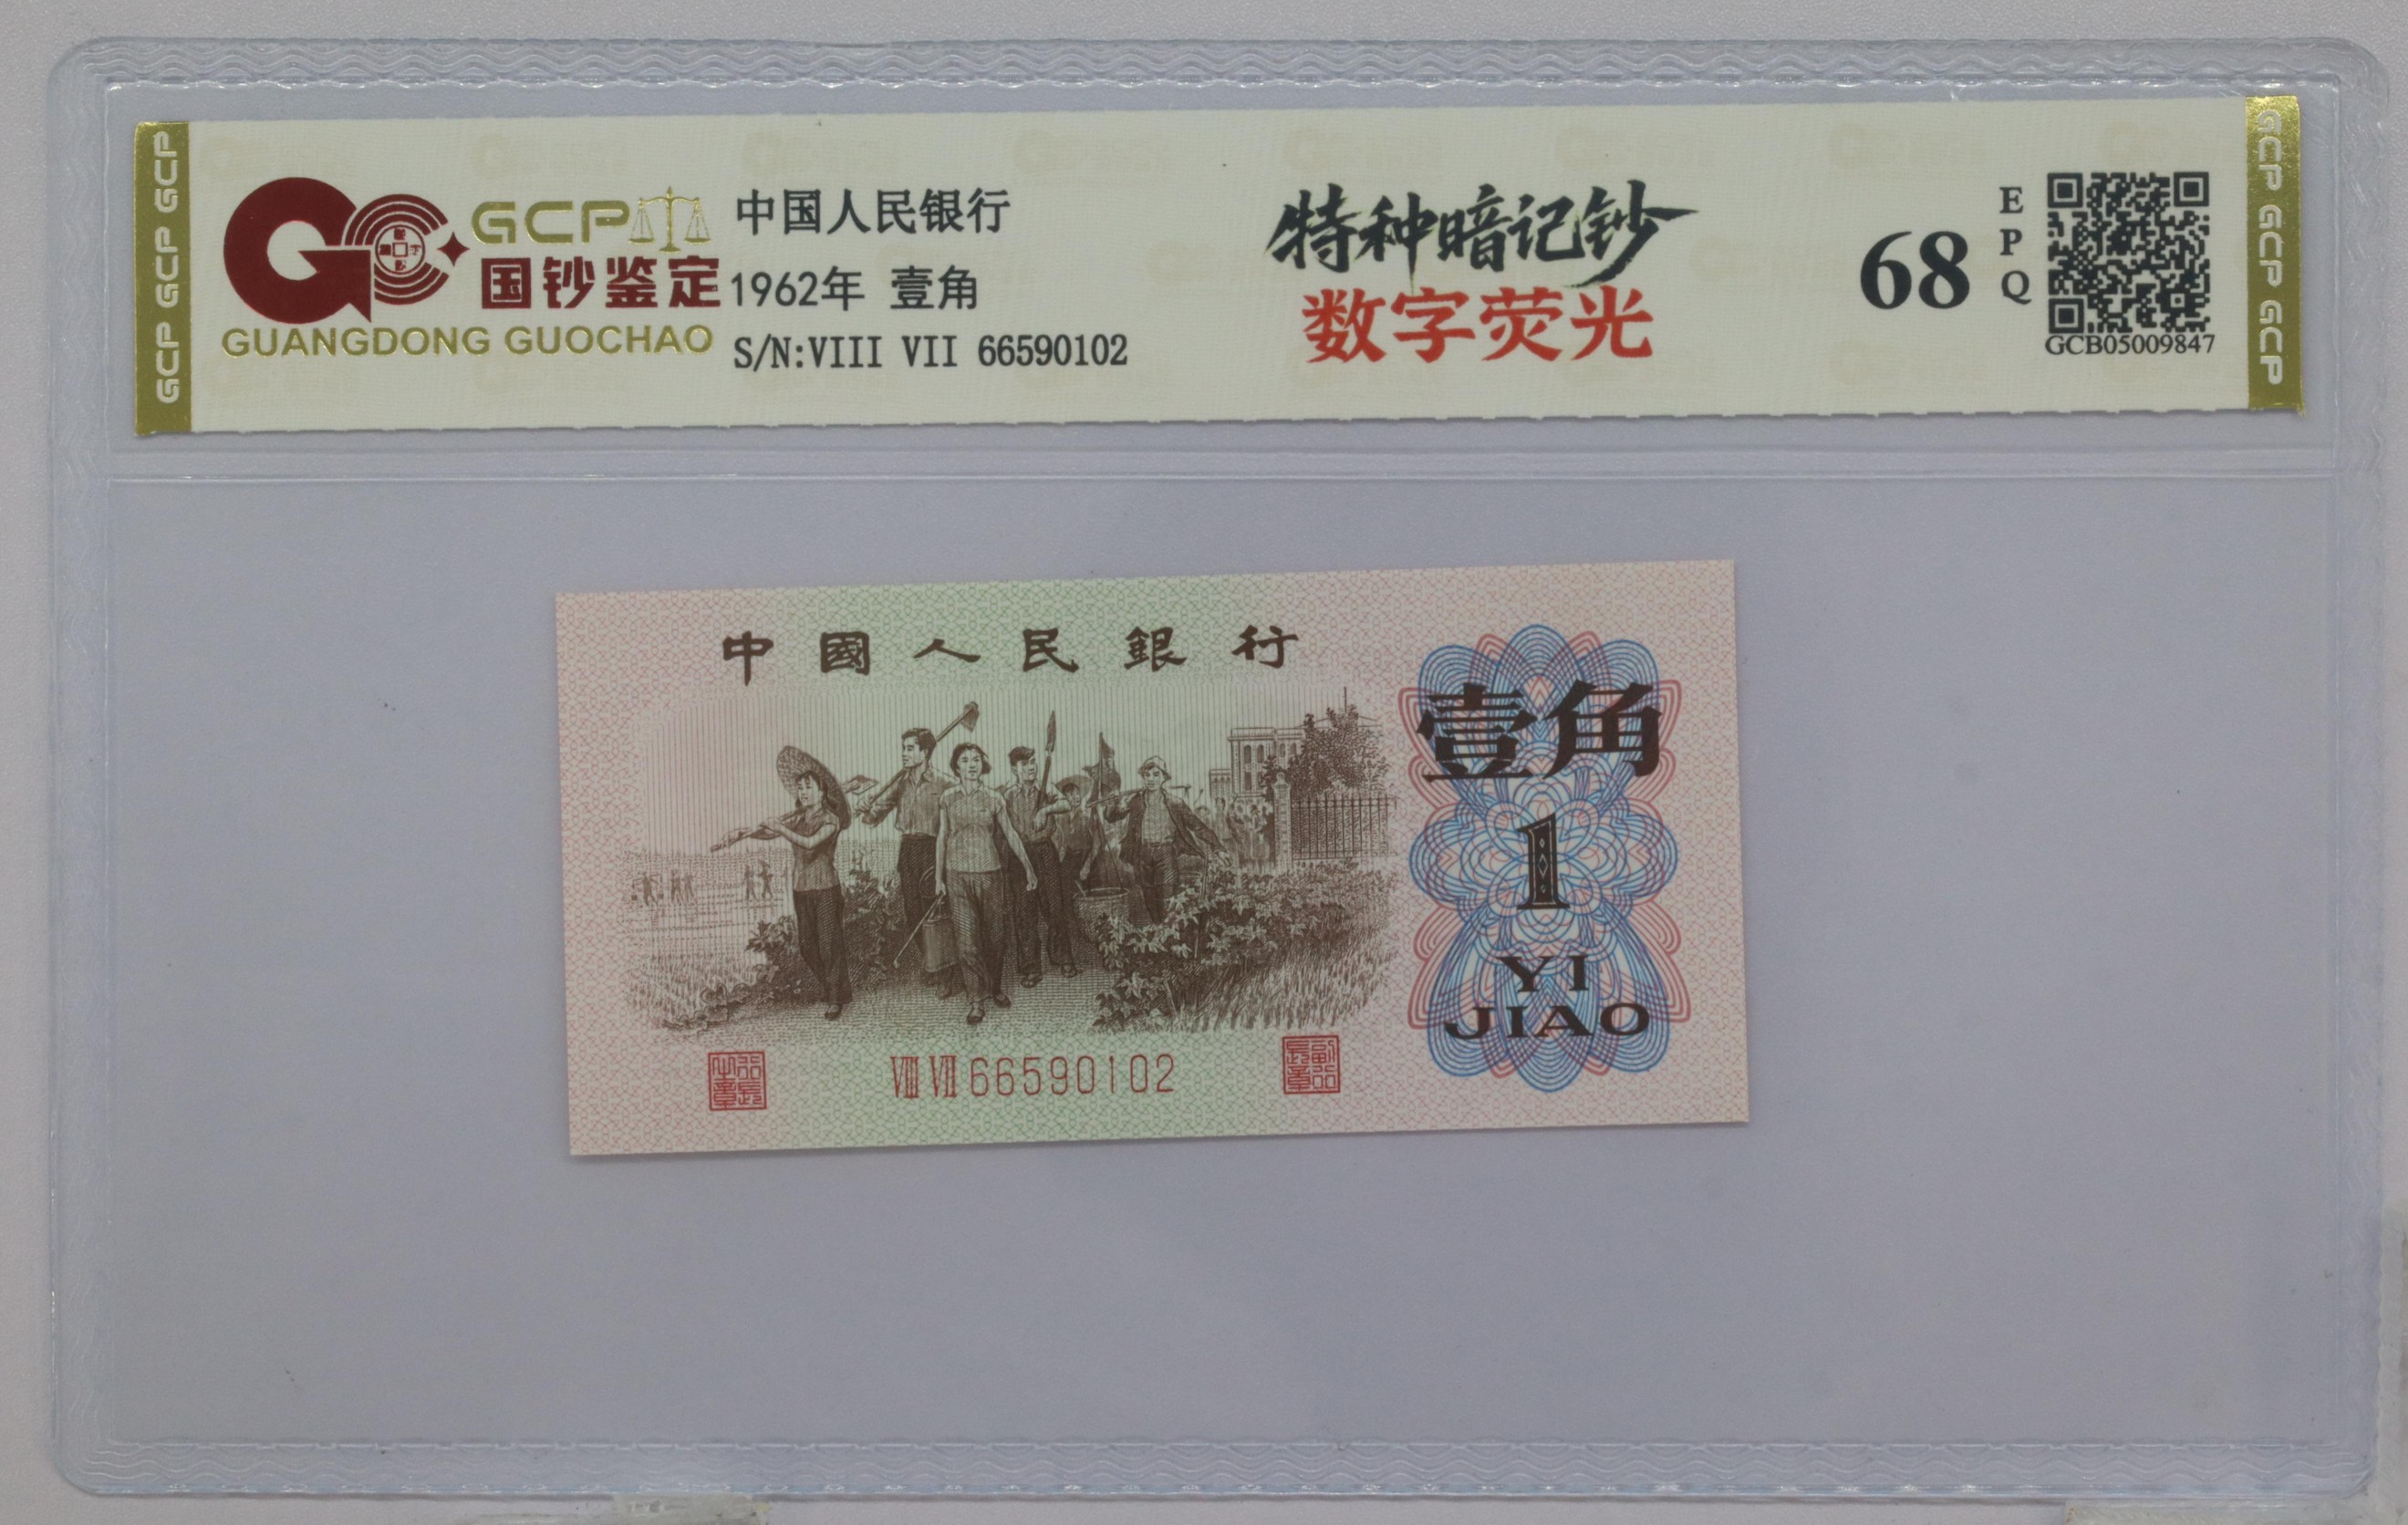 GCP GCP GCP
GCP
国钞鉴定
GUANGDONG GUOCHAO
中国人民银行
1962年 壹角
S/N:VIII VII 66590102
特种暗记钞
数字荧光
68
EPQ
GCB05009847
GCP GCP GCP
中國人民銀行
壹角
1
YI
JIAO
VIII VII 66590102